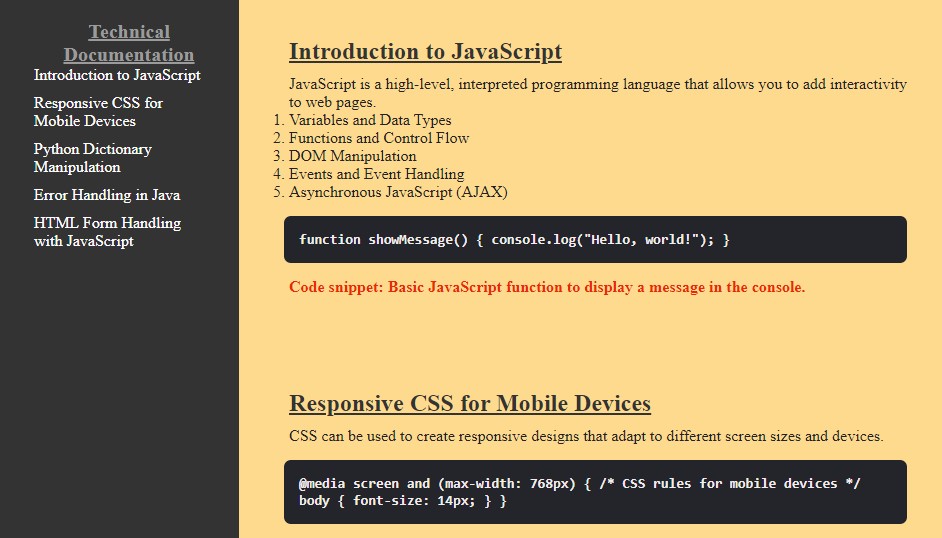 Technical
Documentation
Introduction to JavaScript
Responsive CSS for
Mobile Devices
Python Dictionary
Manipulation
Error Handling in Java
HTML Form Handling
with JavaScript
Introduction to JavaScript
JavaScript is a high-level, interpreted programming language that allows you to add interactivity
to web pages.
1. Variables and Data Types
2. Functions and Control Flow
3. DOM Manipulation
4. Events and Event Handling
5. Asynchronous JavaScript (AJAX)
function showMessage() { console.log("Hello, world!"); }
Code snippet: Basic JavaScript function to display a message in the console.
Responsive CSS for Mobile Devices
CSS can be used to create responsive designs that adapt to different screen sizes and devices.
@media screen and (max-width: 768px) { /* CSS rules for mobile devices */
body { font-size: 14px; } }